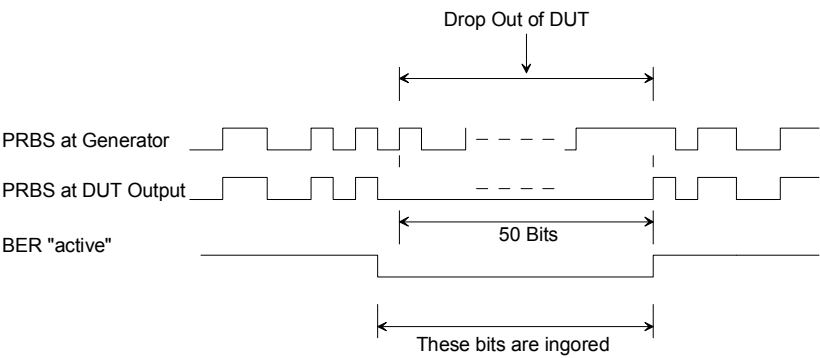 Drop Out of DUT
PRBS at Generator
PRBS at DUT Output
50 Bits
BER "active"
These bits are ingored